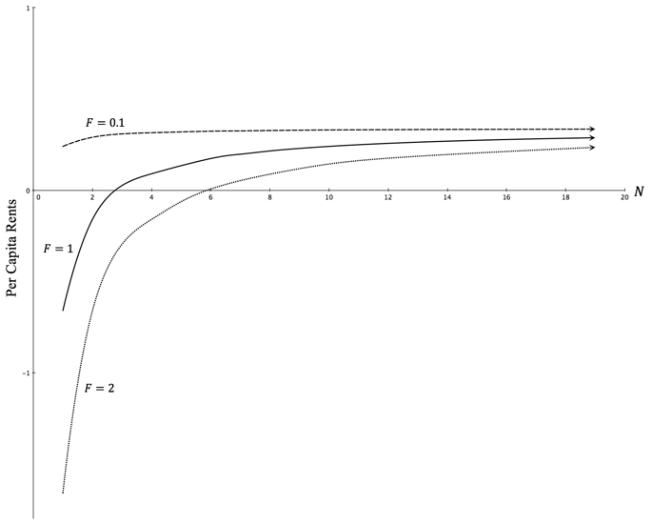 1
F = 0.1
0
0 2 4 6 8 10 12 14 16 18 20 N
F = 1
Per Capita Rents
-1
F = 2